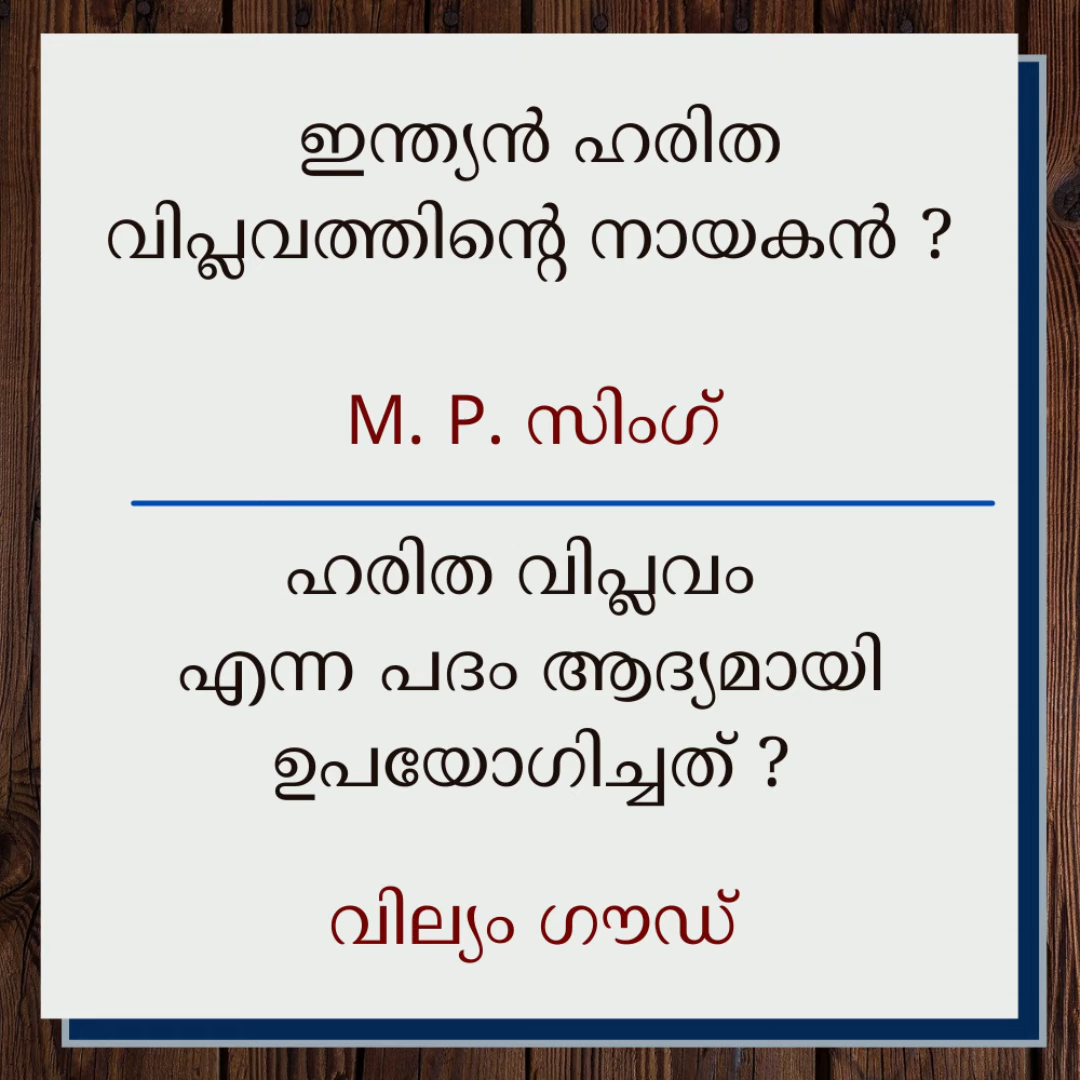 ഇന്ത്യൻ ഹരിത
വിപ്ലവത്തിന്റെ നായകൻ ?
M. P. സിംഗ്
ഹരിത വിപ്ലവം
എന്ന പദം ആദ്യമായി
ഉപയോഗിച്ചത് ?
വില്യം ഗൗഡ്